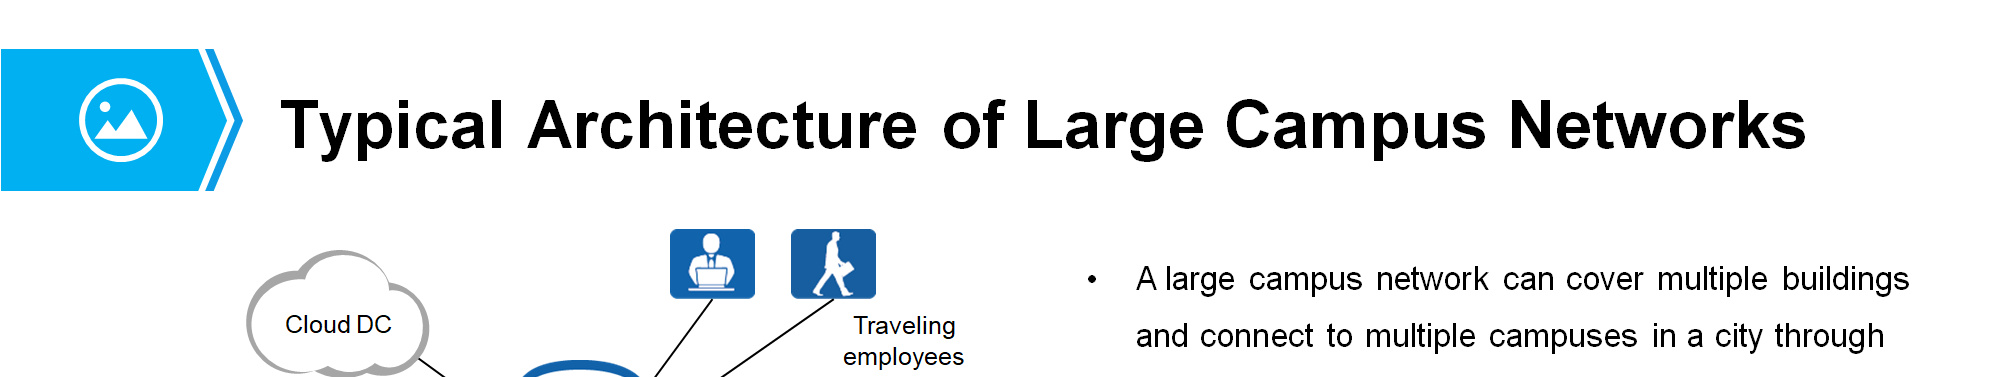 Typical Architecture of Large Campus Networks
Cloud DC
Traveling
employees
• A large campus network can cover multiple buildings
and connect to multiple campuses in a city through